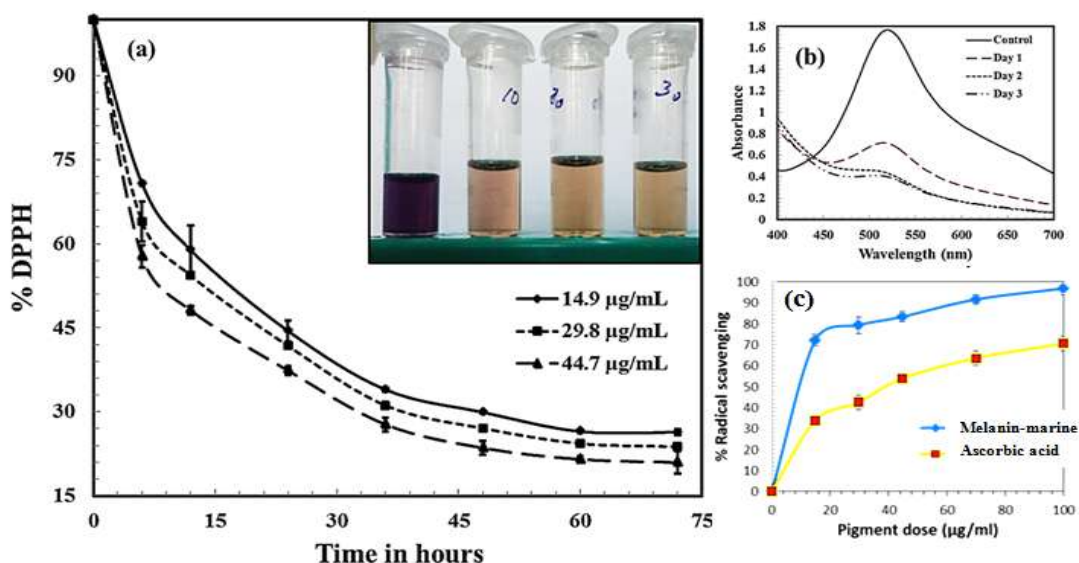 (a)
% DPPH
90
75
60
45
30
15
0
15
30
45
60
75
Time in hours
14.9 µg/mL
29.8 µg/mL
44.7 µg/mL
10
30
(b)
Absorbance
1.8
1.6
1.4
1.2
1
0.8
0.6
0.4
0.2
0
400
450
500
550
600
650
700
Wavelength (nm)
Control
Day 1
Day 2
Day 3
(c)
% Radical scavenging
100
90
80
70
60
50
40
30
20
10
0
0
20
40
60
80
100
Pigment dose (µg/ml)
Melanin-marine
Ascorbic acid